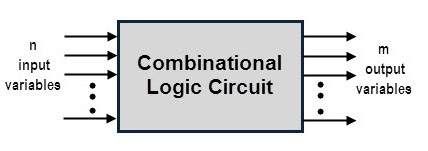 n
input
variables
Combinational
Logic Circuit
m
output
variables